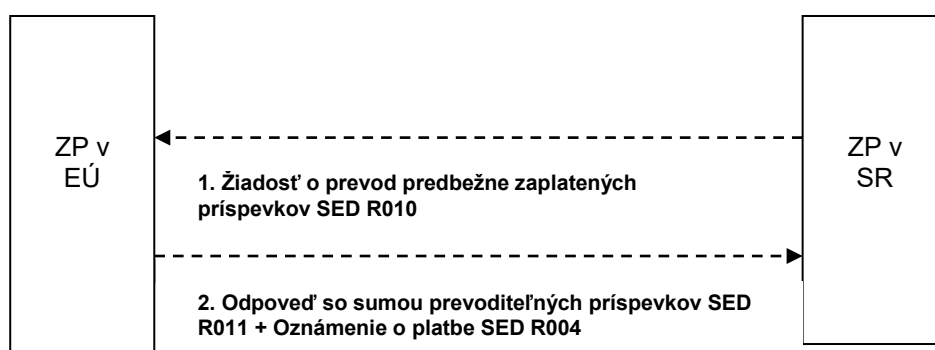 ZP v
EÚ
1. Žiadosť o prevod predbežne zaplatených
príspevkov SED R010
2. Odpoveď so sumou prevoditeľných príspevkov SED
R011 + Oznámenie o platbe SED R004
ZP v
SR